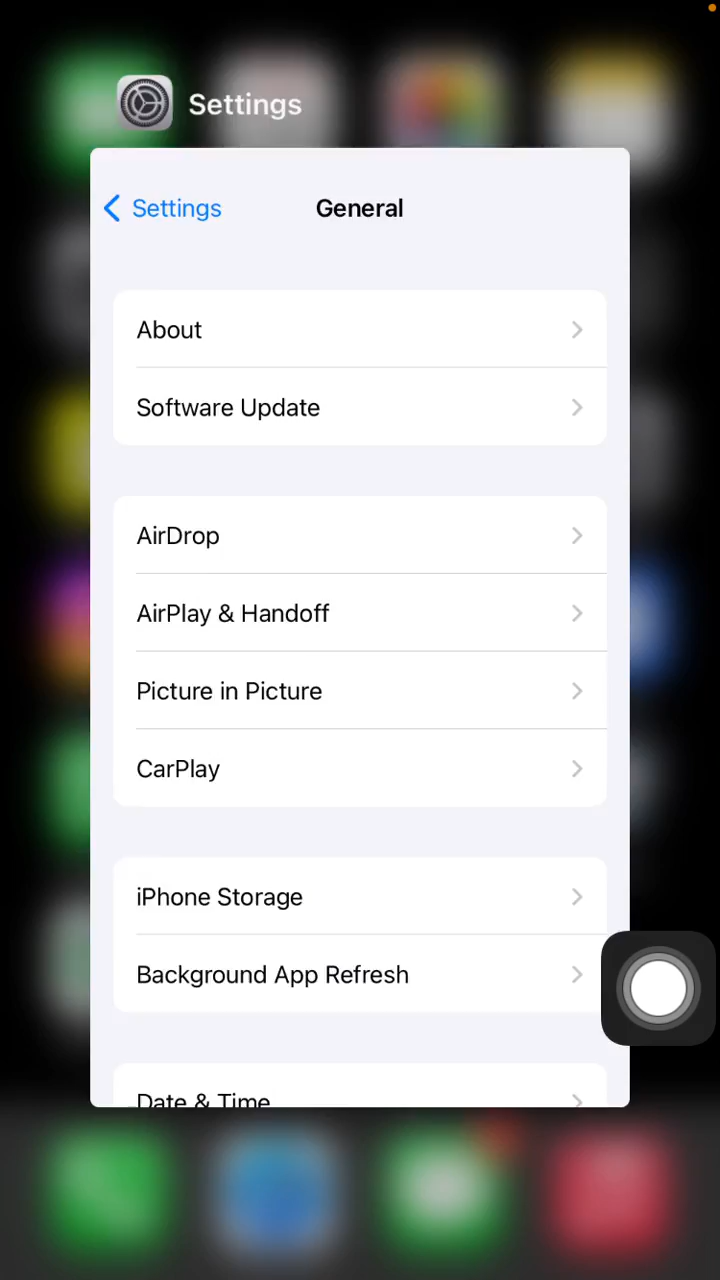 Settings
Settings
General
About
Software Update
AirDrop
AirPlay & Handoff
Picture in Picture
CarPlay
iPhone Storage
Background App Refresh
Date & Time